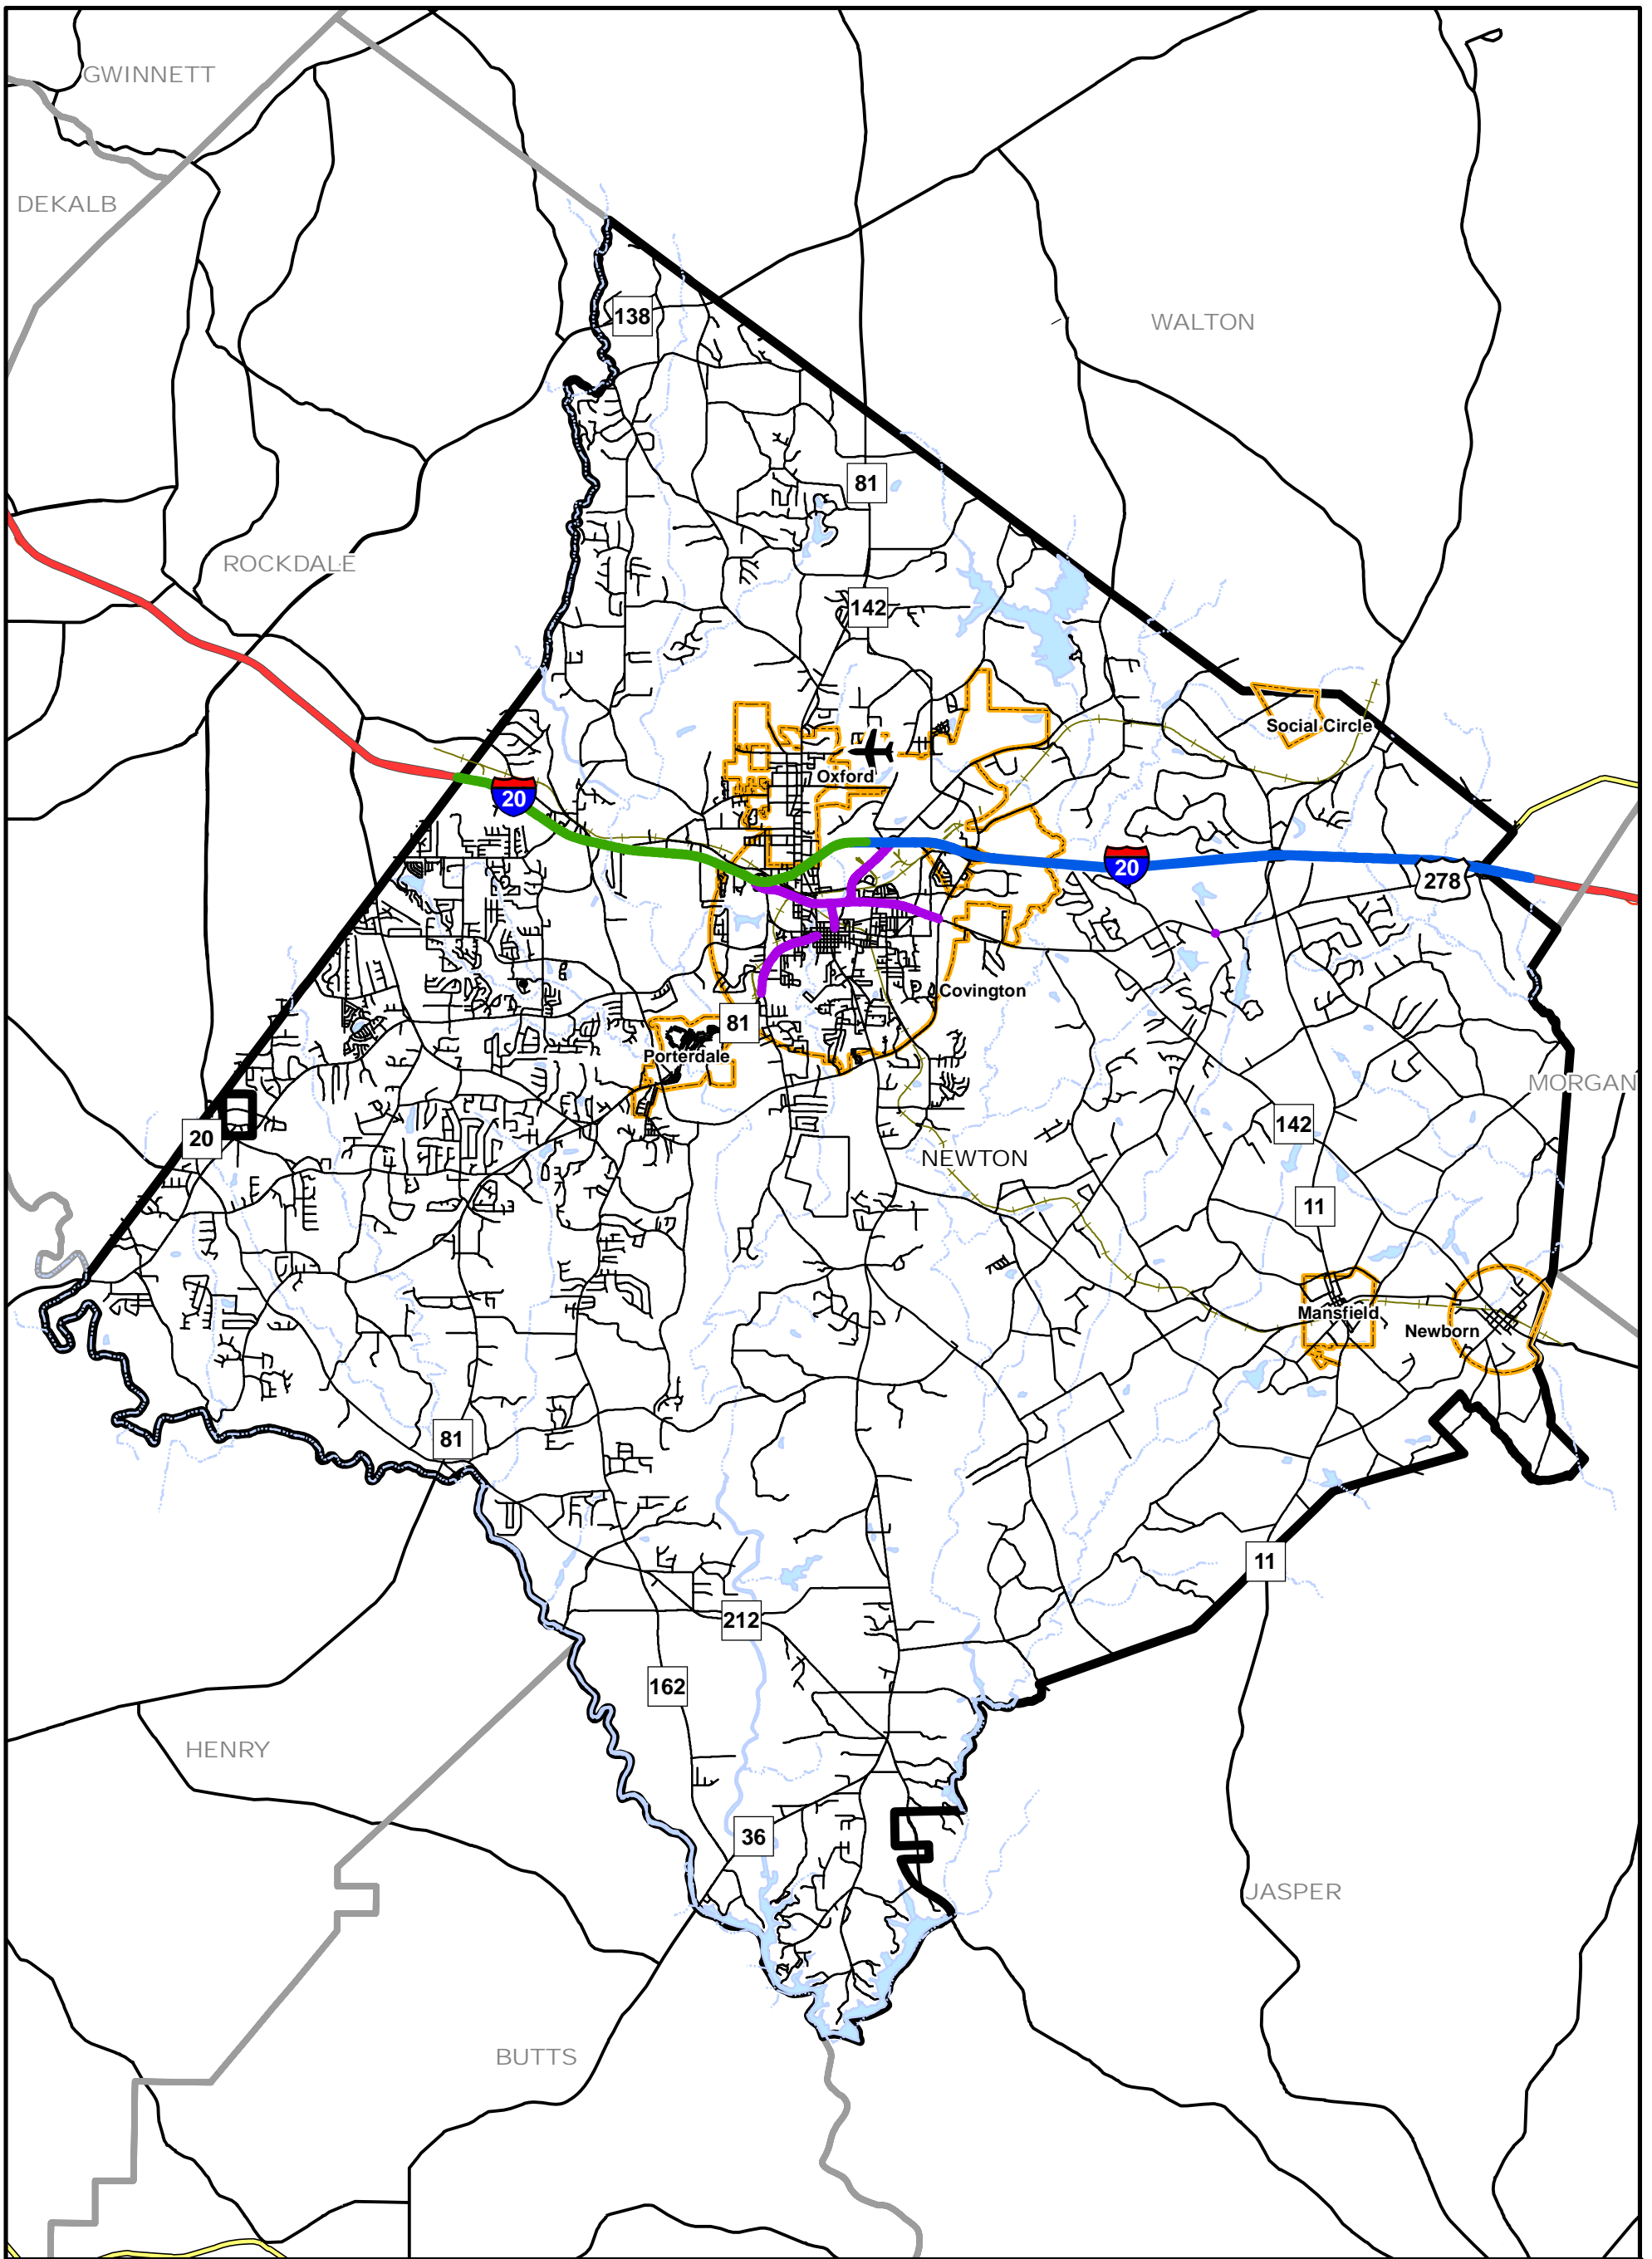 GWINNETT
DEKALB
138
WALTON
81
ROCKDALE
142
Social Circle
Oxford
20
20
278
Covington
81
Porterdale
MORGAN
142
20
NEWTON
11
Mansfield
Newborn
81
11
212
162
HENRY
36
JASPER
BUTTS